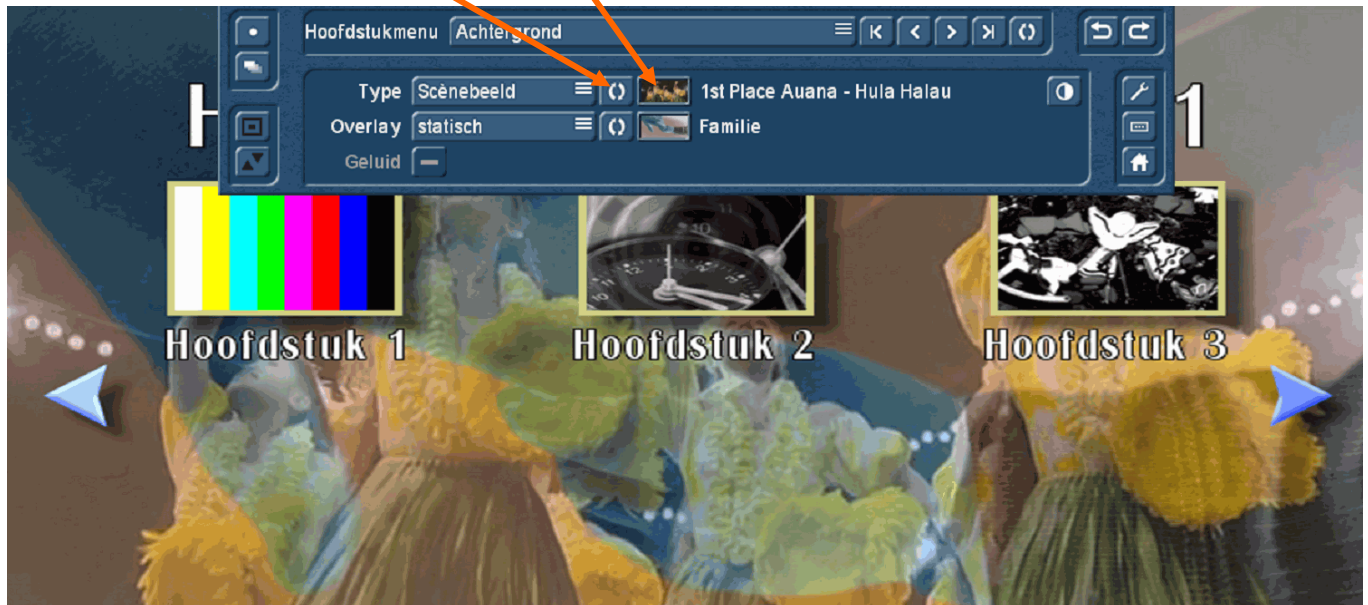 Hoofdstukmenu Achtergrond
Type Scènebeeld 1st Place Auana - Hula Halau
Overlay statisch Familie
Geluid
H 1
Hoofdstuk 1 Hoofdstuk 2 Hoofdstuk 3